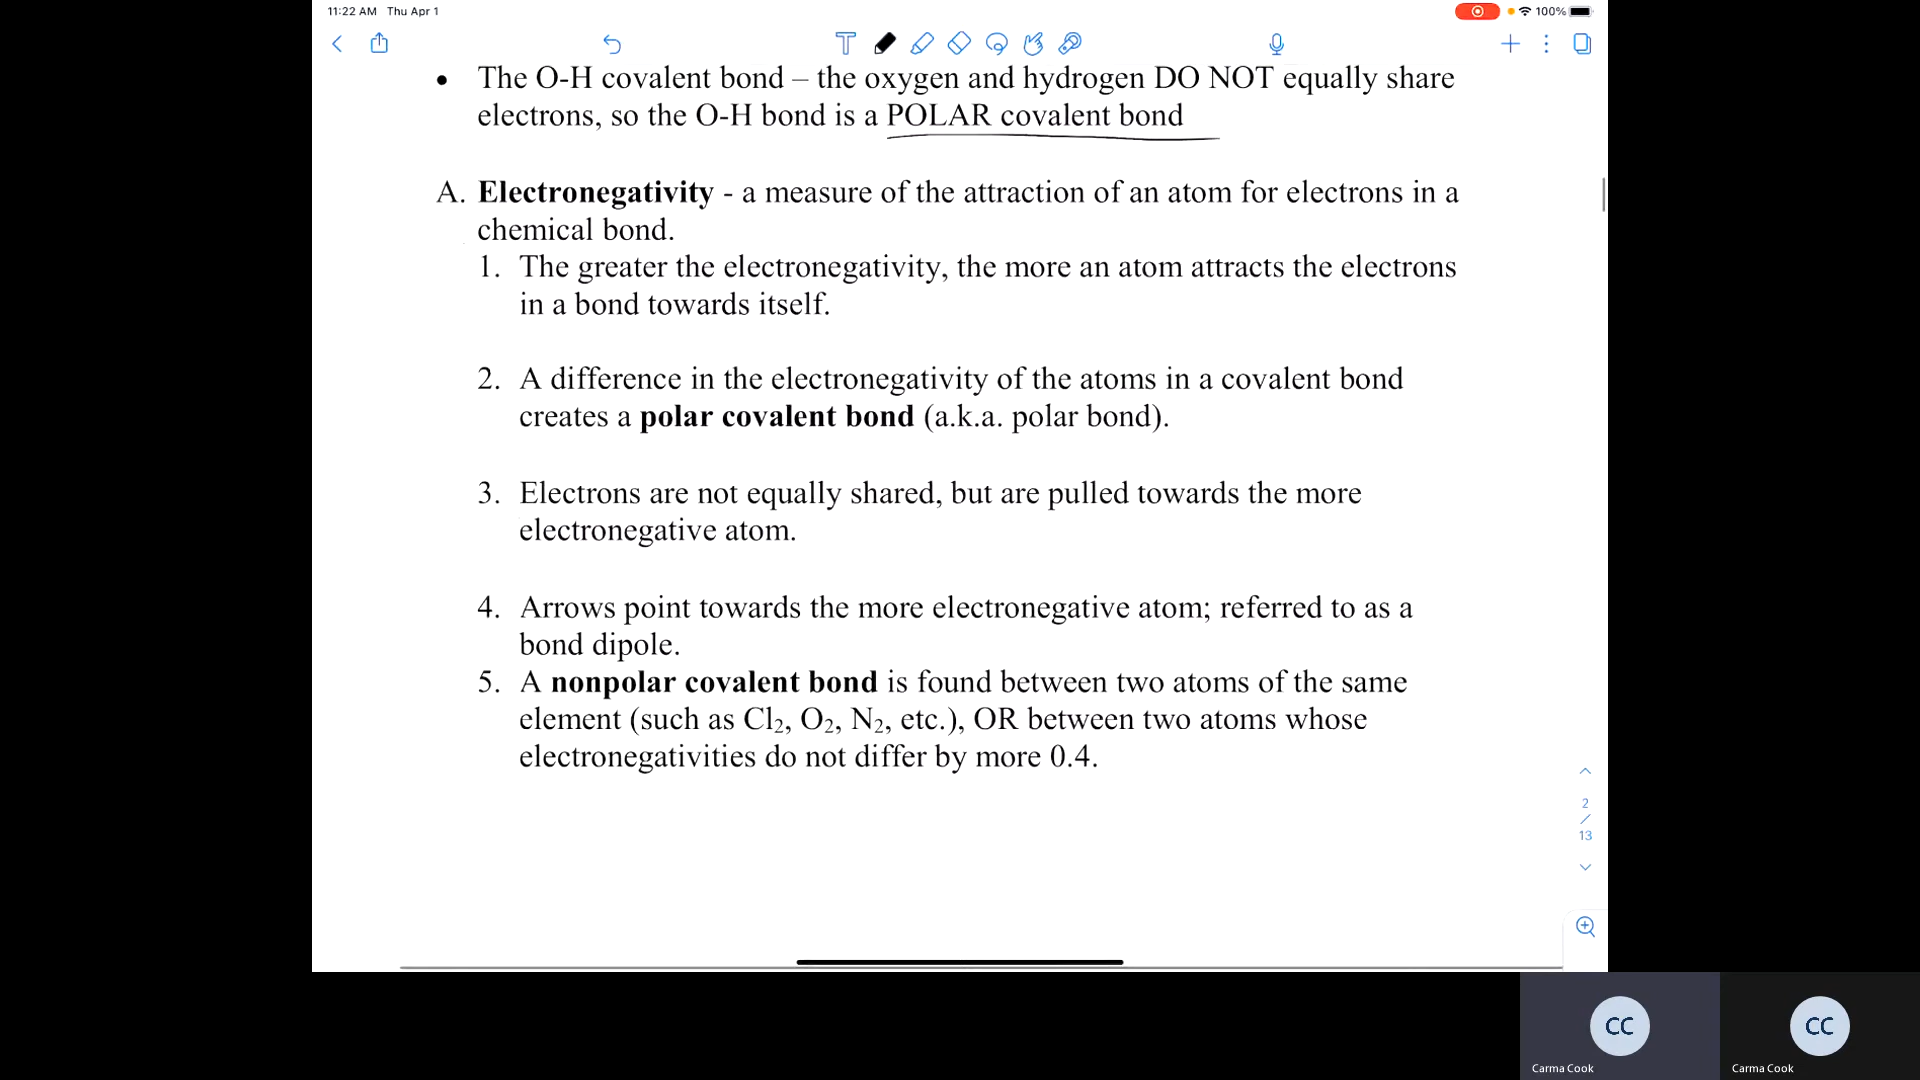 11:22 AM Thu Apr 1
100%
• The O-H covalent bond – the oxygen and hydrogen DO NOT equally share
electrons, so the O-H bond is a POLAR covalent bond
A. Electronegativity - a measure of the attraction of an atom for electrons in a
chemical bond.
1. The greater the electronegativity, the more an atom attracts the electrons
in a bond towards itself.
2. A difference in the electronegativity of the atoms in a covalent bond
creates a polar covalent bond (a.k.a. polar bond).
3. Electrons are not equally shared, but are pulled towards the more
electronegative atom.
4. Arrows point towards the more electronegative atom; referred to as a
bond dipole.
5. A nonpolar covalent bond is found between two atoms of the same
element (such as Cl₂, O₂, N₂, etc.), OR between two atoms whose
electronegativities do not differ by more 0.4.
2
/
13
CC
Carma Cook
CC
Carma Cook